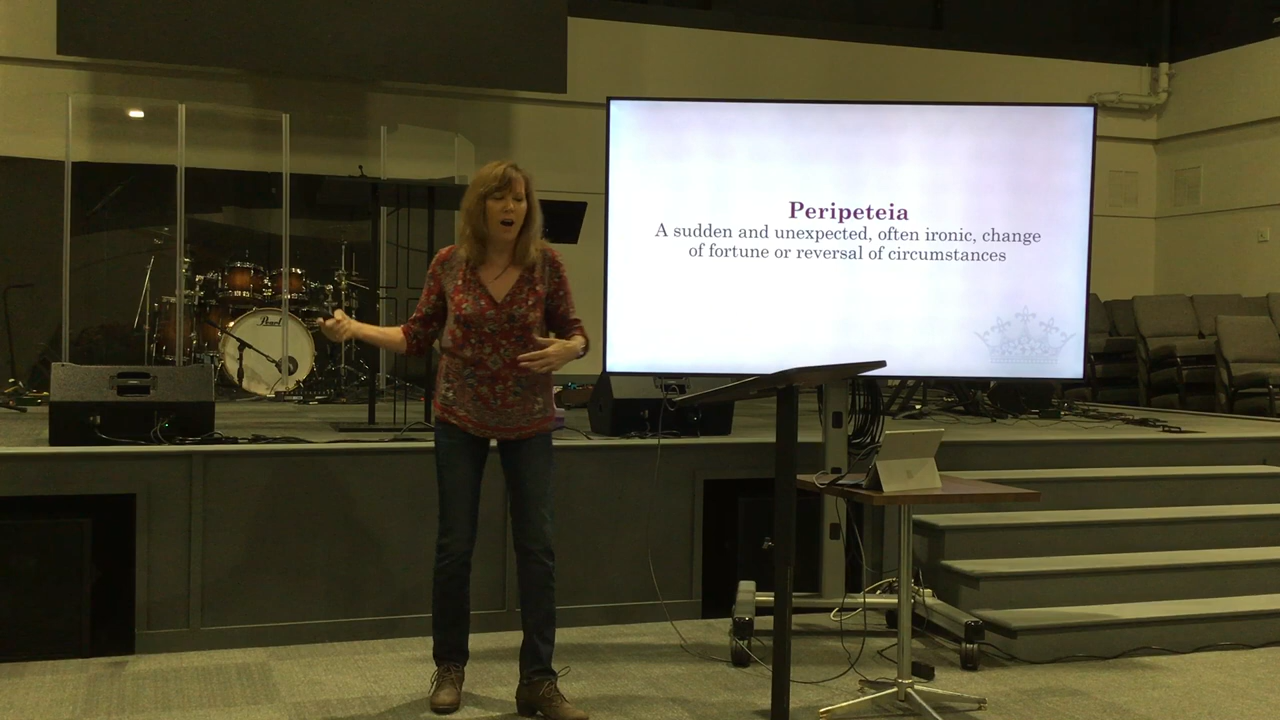 Peripeteia
A sudden and unexpected, often ironic, change
of fortune or reversal of circumstances
Pearl